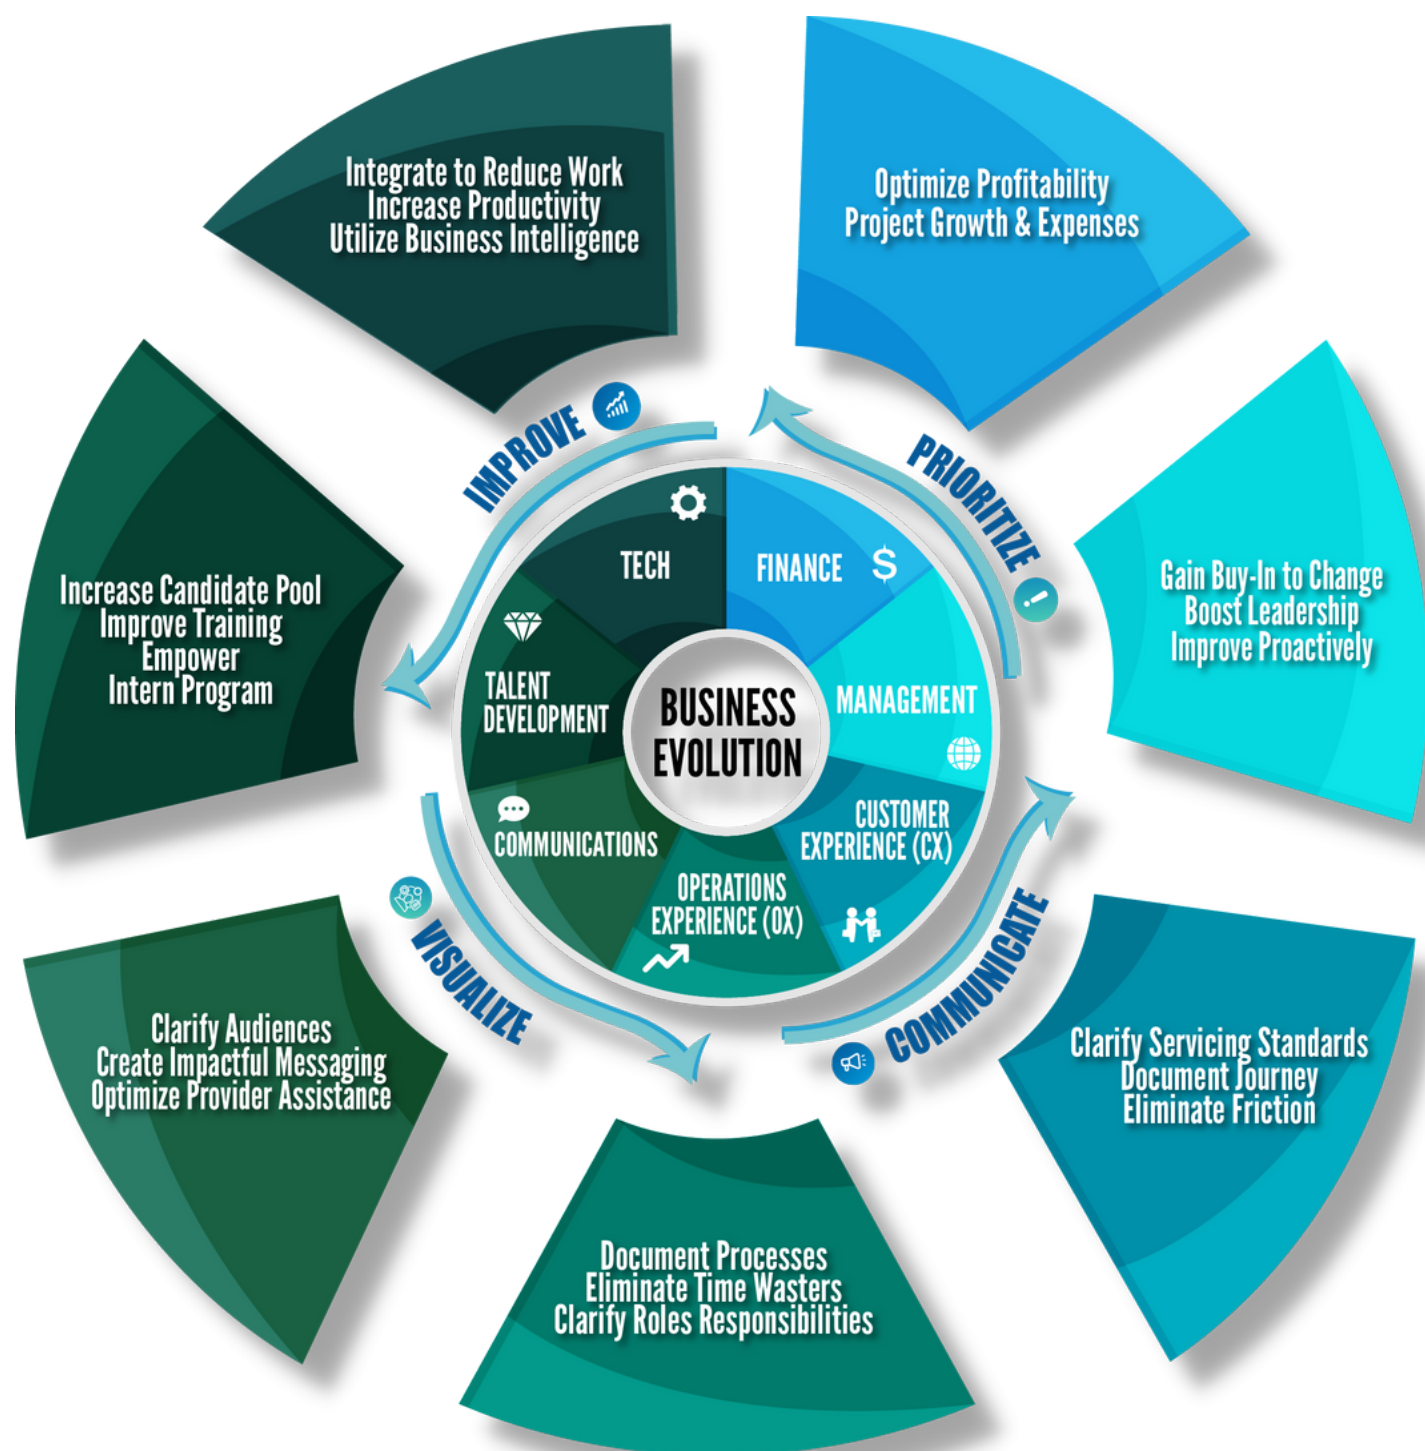 Integrate to Reduce Work
Increase Productivity
Utilize Business Intelligence
Optimize Profitability
Project Growth & Expenses
Gain Buy-In to Change
Boost Leadership
Improve Proactively
Clarify Servicing Standards
Document Journey
Eliminate Friction
Document Processes
Eliminate Time Wasters
Clarify Roles Responsibilities
Clarify Audiences
Create Impactful Messaging
Optimize Provider Assistance
Increase Candidate Pool
Improve Training
Empower
Intern Program
IMPROVE
PRIORITIZE
COMMUNICATE
VISUALIZE
TECH
FINANCE
$
MANAGEMENT
CUSTOMER
EXPERIENCE (CX)
OPERATIONS
EXPERIENCE (OX)
COMMUNICATIONS
TALENT
DEVELOPMENT
BUSINESS
EVOLUTION